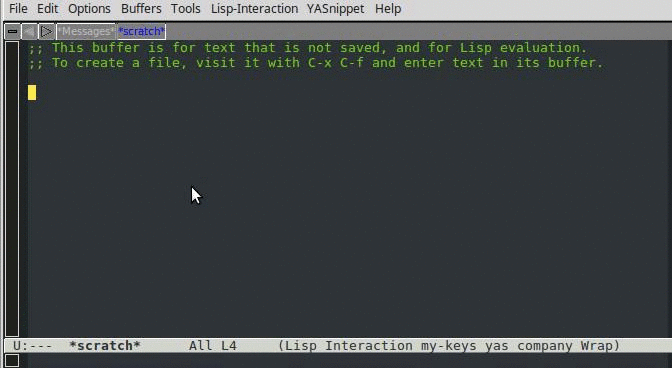 File Edit Options Buffers Tools Lisp-Interaction YASnippet Help
*Messages* *scratch*
;; This buffer is for text that is not saved, and for Lisp evaluation.
;; To create a file, visit it with C-x C-f and enter text in its buffer.
U:--- *scratch* All L4 (Lisp Interaction my-keys yas company Wrap)